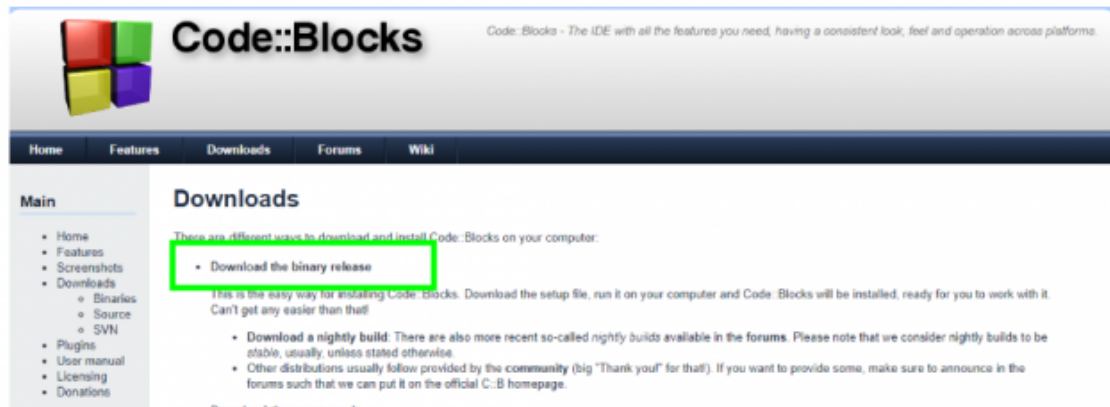 Code::Blocks
Code::Blocks - The IDE with all the features you need, having a consistent look, feel and operation across platforms.
Home Features Downloads Forums Wiki
Main
Home
Features
Screenshots
Downloads
Binaries
Source
SVN
Plugins
User manual
Licensing
Donations
Downloads
There are different ways to download and install Code::Blocks on your computer:
Download the binary release
This is the easy way for installing Code::Blocks. Download the setup file, run it on your computer and Code::Blocks will be installed, ready for you to work with it.
Can't get any easier than that!
Download a nightly build: There are also more recent so-called nightly builds available in the forums. Please note that we consider nightly builds to be
stable, usually, unless stated otherwise.
Other distributions usually follow provided by the community (big "Thank you!" for that!). If you want to provide some, make sure to announce in the
forums such that we can put it on the official C::B homepage.